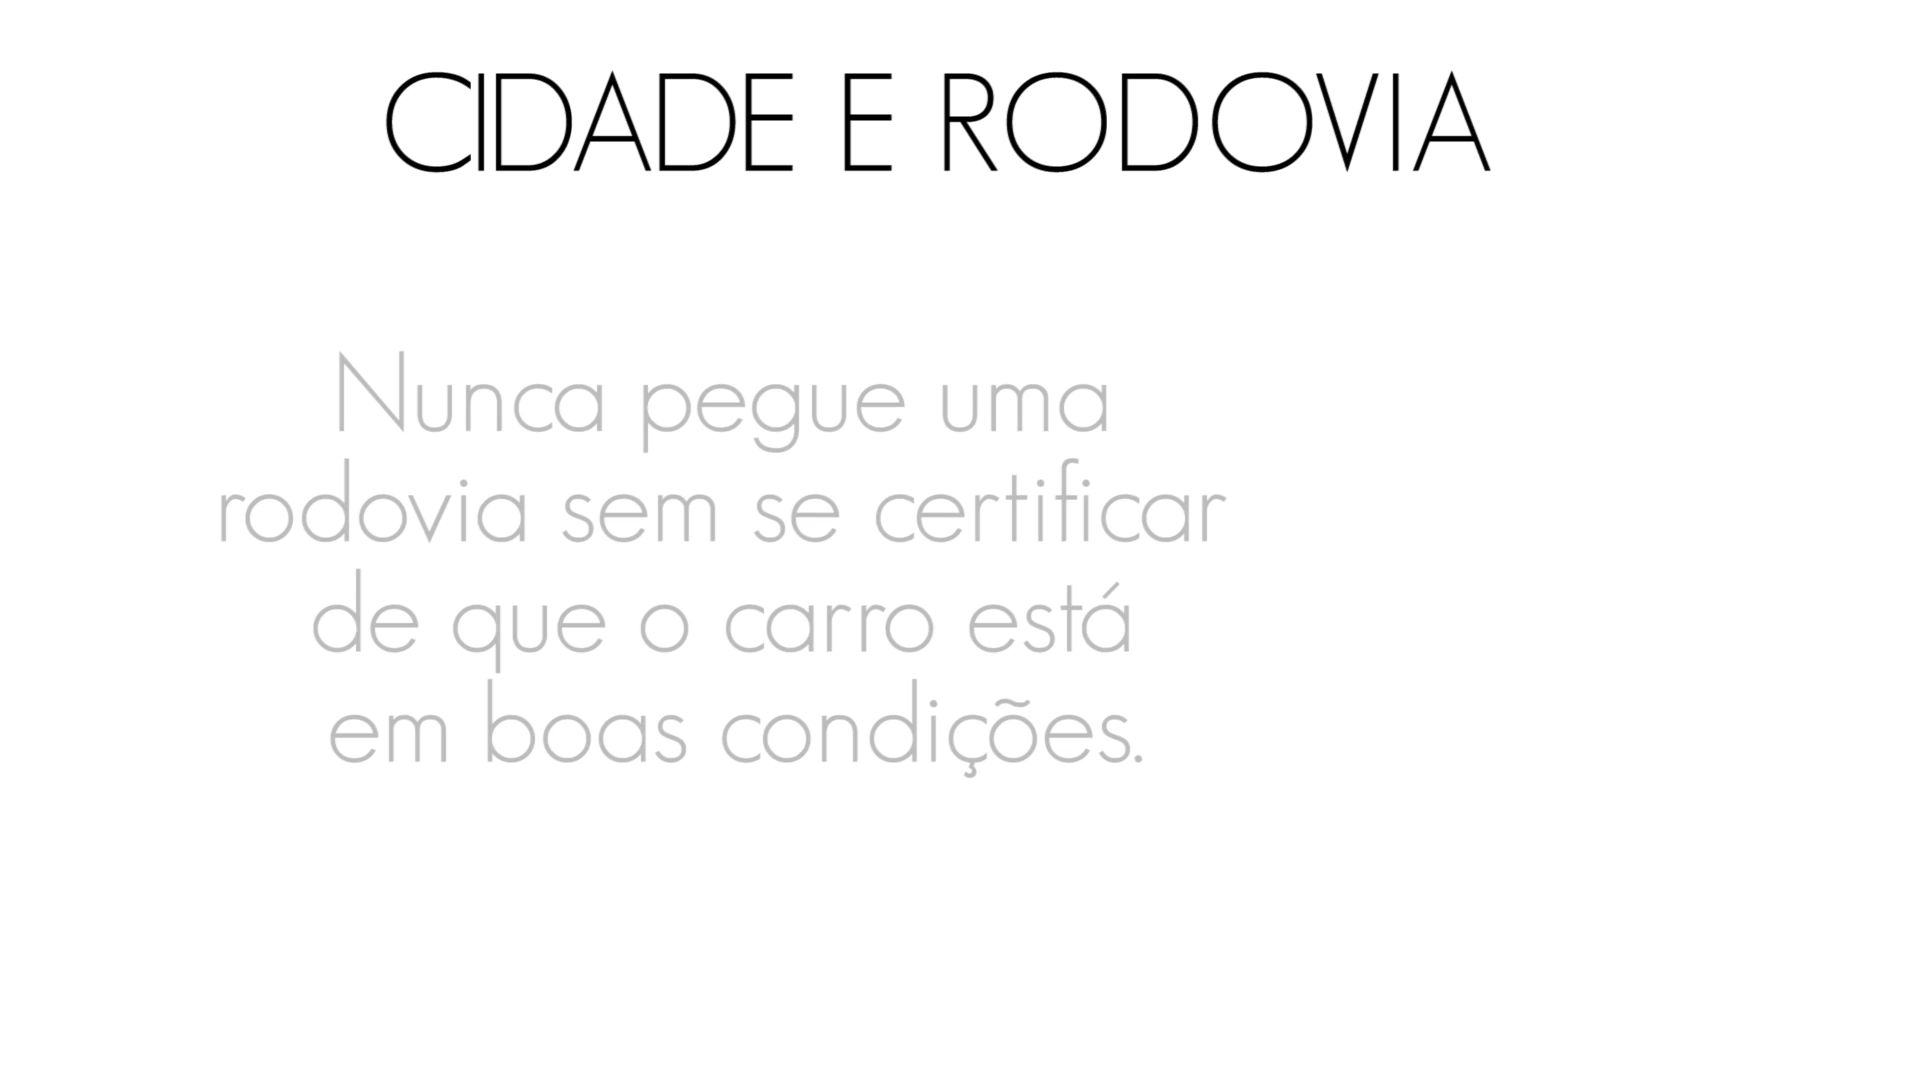 CIDADE E RODOVIA
Nunca pegue uma
rodovia sem se certificar
de que o carro está
em boas condições.